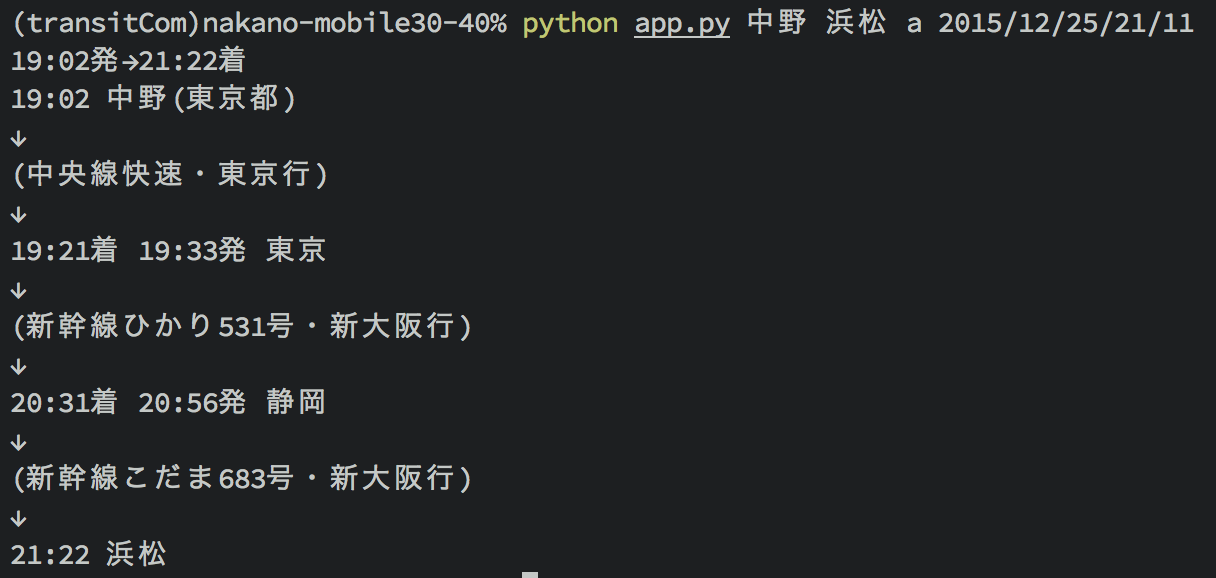 (transitCom)nakano-mobile30-40% python app.py 中野 浜松 a 2015/12/25/21/11
19:02発→21:22着
19:02 中野(東京都)
↓
(中央線快速・東京行)
↓
19:21着 19:33発 東京
↓
(新幹線ひかり531号・新大阪行)
↓
20:31着 20:56発 静岡
↓
(新幹線こだま683号・新大阪行)
↓
21:22 浜松